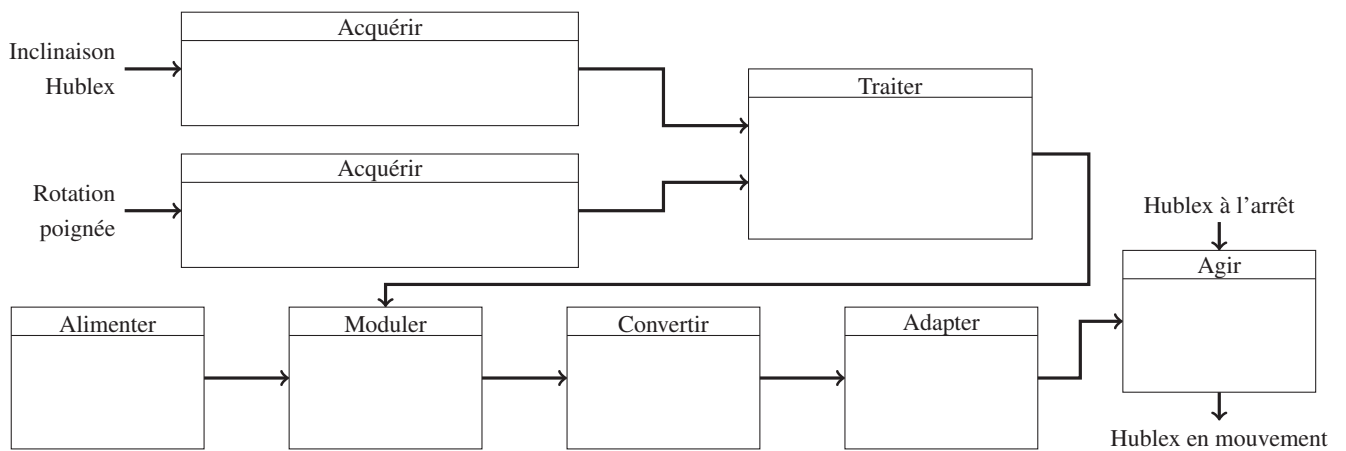 Acquérir
Inclinaison
Hublex
Traiter
Acquérir
Rotation
poignée
Hublex à l'arrêt
Agir
Alimenter
Moduler
Convertir
Adapter
Hublex en mouvement